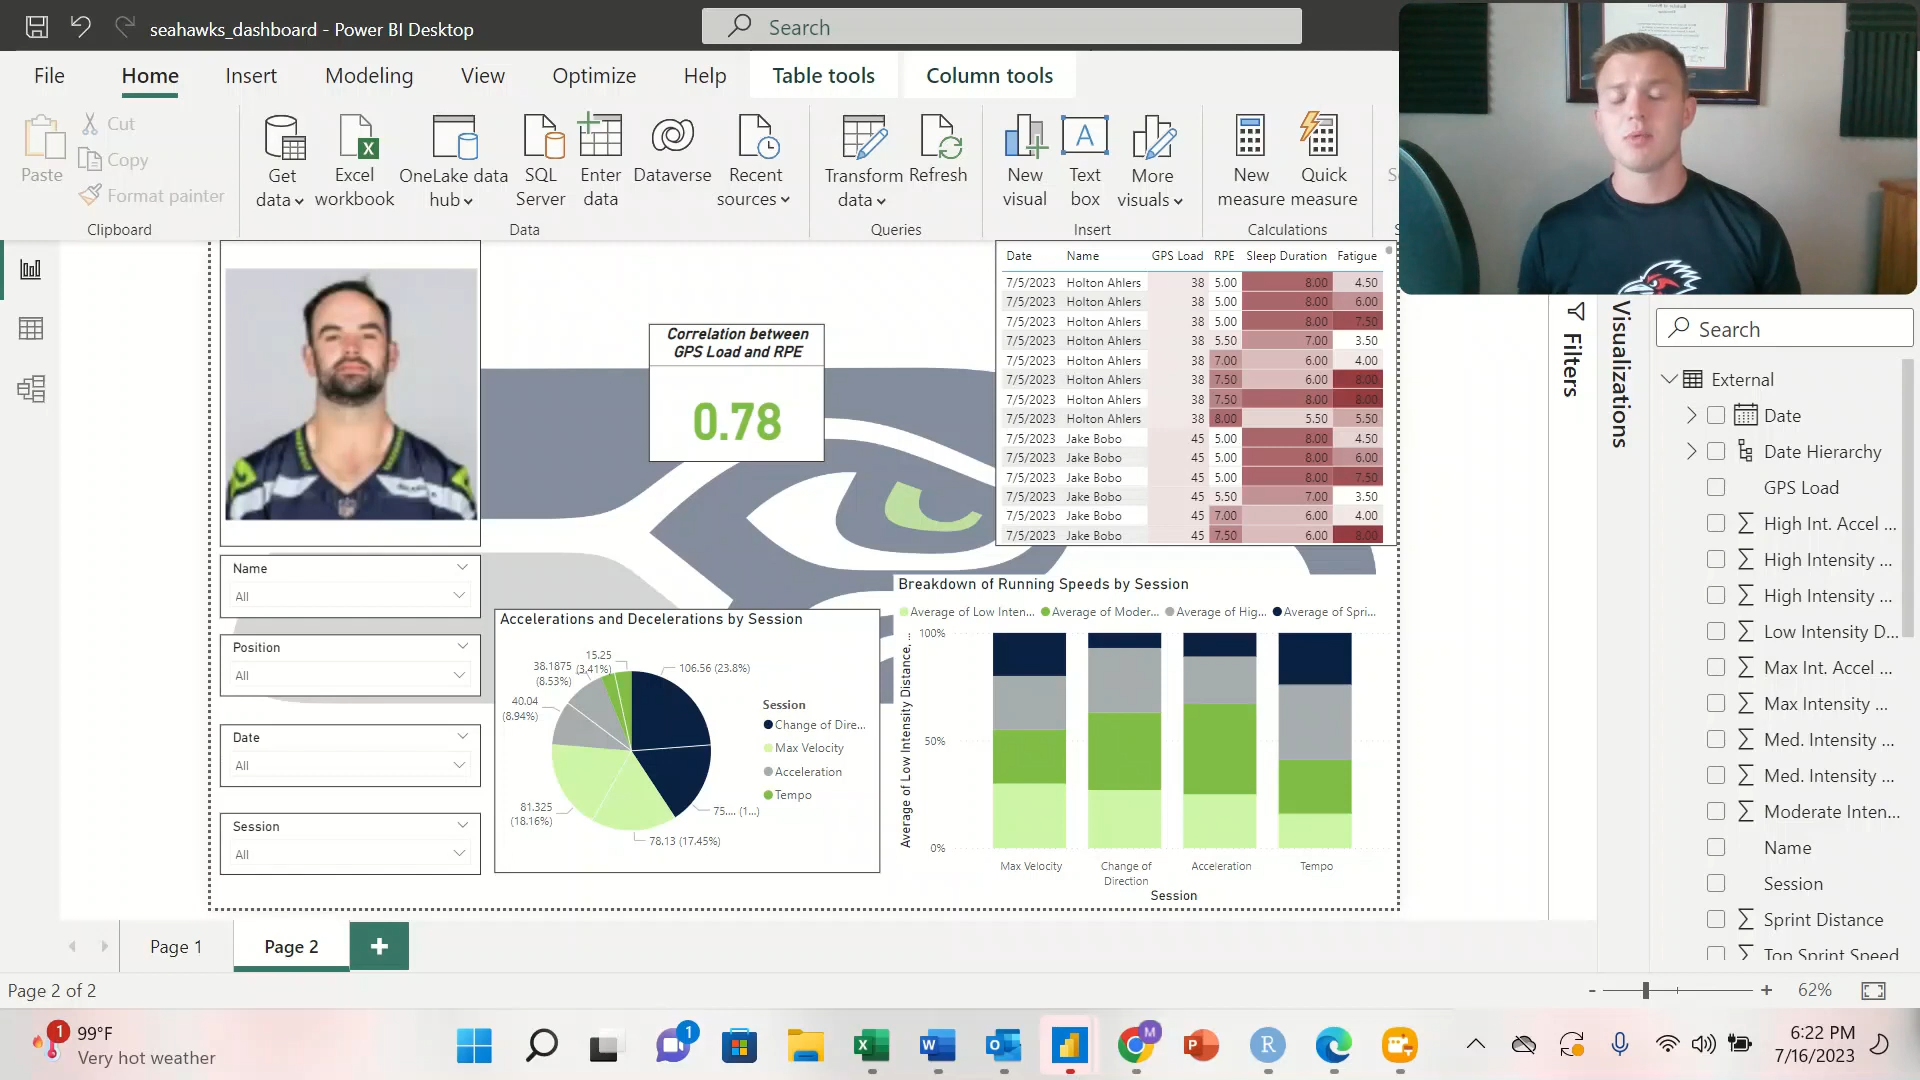 seahawks_dashboard - Power BI Desktop
Search
File Home Insert Modeling View Optimize Help Table tools Column tools
Paste
Cut
Copy
Format painter
Clipboard
Get data
Excel workbook
OneLake data hub
SQL Server
Enter data
Dataverse
Recent sources
Data
Transform data
Refresh
Queries
New visual
Text box
More visuals
Insert
New measure
Quick measure
Calculations
Correlation between
GPS Load and RPE
0.78
Date Name GPS Load RPE Sleep Duration Fatigue
7/5/2023 Holton Ahlers 38 5.00 8.00 4.50
7/5/2023 Holton Ahlers 38 5.00 8.00 6.00
7/5/2023 Holton Ahlers 38 5.00 8.00 7.50
7/5/2023 Holton Ahlers 38 5.50 7.00 3.50
7/5/2023 Holton Ahlers 38 7.00 6.00 4.00
7/5/2023 Holton Ahlers 38 7.50 6.00 8.00
7/5/2023 Holton Ahlers 38 7.50 8.00 8.00
7/5/2023 Holton Ahlers 38 8.00 5.50 5.50
7/5/2023 Jake Bobo 45 5.00 8.00 4.50
7/5/2023 Jake Bobo 45 5.00 8.00 6.00
7/5/2023 Jake Bobo 45 5.00 8.00 7.50
7/5/2023 Jake Bobo 45 5.50 7.00 3.50
7/5/2023 Jake Bobo 45 7.00 6.00 4.00
7/5/2023 Jake Bobo 45 7.50 6.00 8.00
Name
All
Position
All
Date
All
Session
All
Accelerations and Decelerations by Session
15.25
(3.41%)
38.1875
(8.53%)
40.04
(8.94%)
106.56 (23.8%)
81.325
(18.16%)
78.13 (17.45%)
75.... (1...)
Session
Change of Dire...
Max Velocity
Acceleration
Tempo
Breakdown of Running Speeds by Session
Average of Low Inten... Average of Moder... Average of Hig... Average of Spri...
Average of Low Intensity Distance, ...
100%
50%
0%
Max Velocity
Change of
Direction
Acceleration
Tempo
Session
Filters
Visualizations
Search
External
Date
Date Hierarchy
GPS Load
High Int. Accel ...
High Intensity ...
High Intensity ...
Low Intensity D...
Max Int. Accel ...
Max Intensity ...
Med. Intensity ...
Med. Intensity ...
Moderate Inten...
Name
Session
Sprint Distance
Top Sprint Speed
Page 1
Page 2
+
Page 2 of 2
- + 62%
1
99°F
Very hot weather
1
M
6:22 PM
7/16/2023